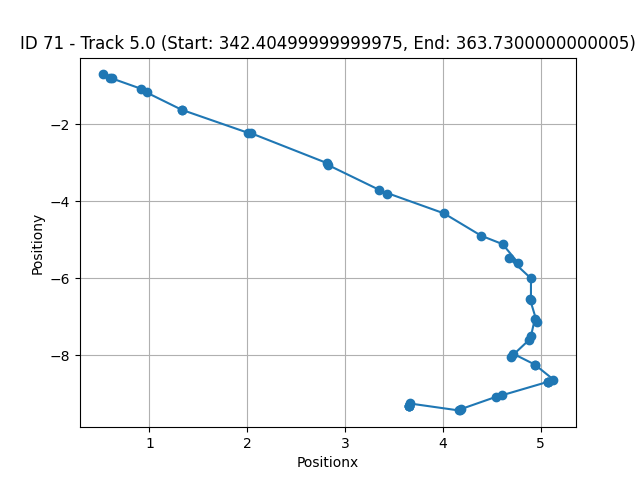 ID 71 - Track 5.0 (Start: 342.40499999999975, End: 363.7300000000005)
−2
−4
−6
−8
Positiony
1 2 3 4 5
Positionx